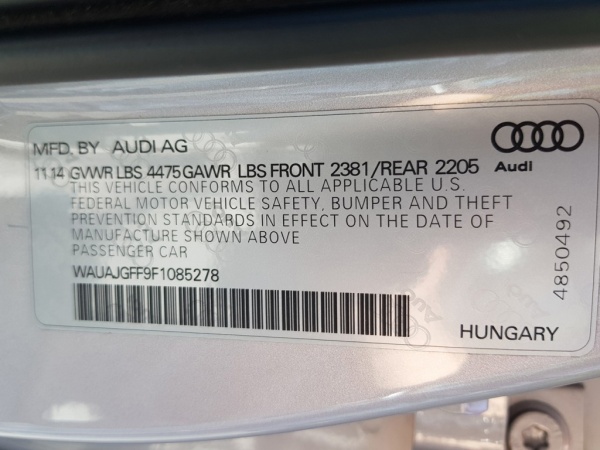 MFD. BY AUDI AG
11-14 GVWR LBS 4475 GAWR LBS FRONT 2381/REAR 2205
THIS VEHICLE CONFORMS TO ALL APPLICABLE U.S.
FEDERAL MOTOR VEHICLE SAFETY, BUMPER AND THEFT
PREVENTION STANDARDS IN EFFECT ON THE DATE OF
MANUFACTURE SHOWN ABOVE
PASSENGER CAR
WAUAJGFF9F1085278
Audi
4850492
HUNGARY